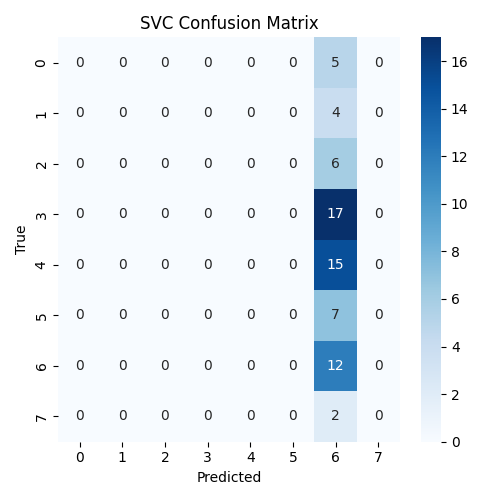 SVC Confusion Matrix
0 0 0 0 0 0 0 5 0
1 0 0 0 0 0 0 4 0
2 0 0 0 0 0 0 6 0
3 0 0 0 0 0 0 17 0
4 0 0 0 0 0 0 15 0
5 0 0 0 0 0 0 7 0
6 0 0 0 0 0 0 12 0
7 0 0 0 0 0 0 2 0
0 1 2 3 4 5 6 7
True
Predicted
16
14
12
10
8
6
4
2
0